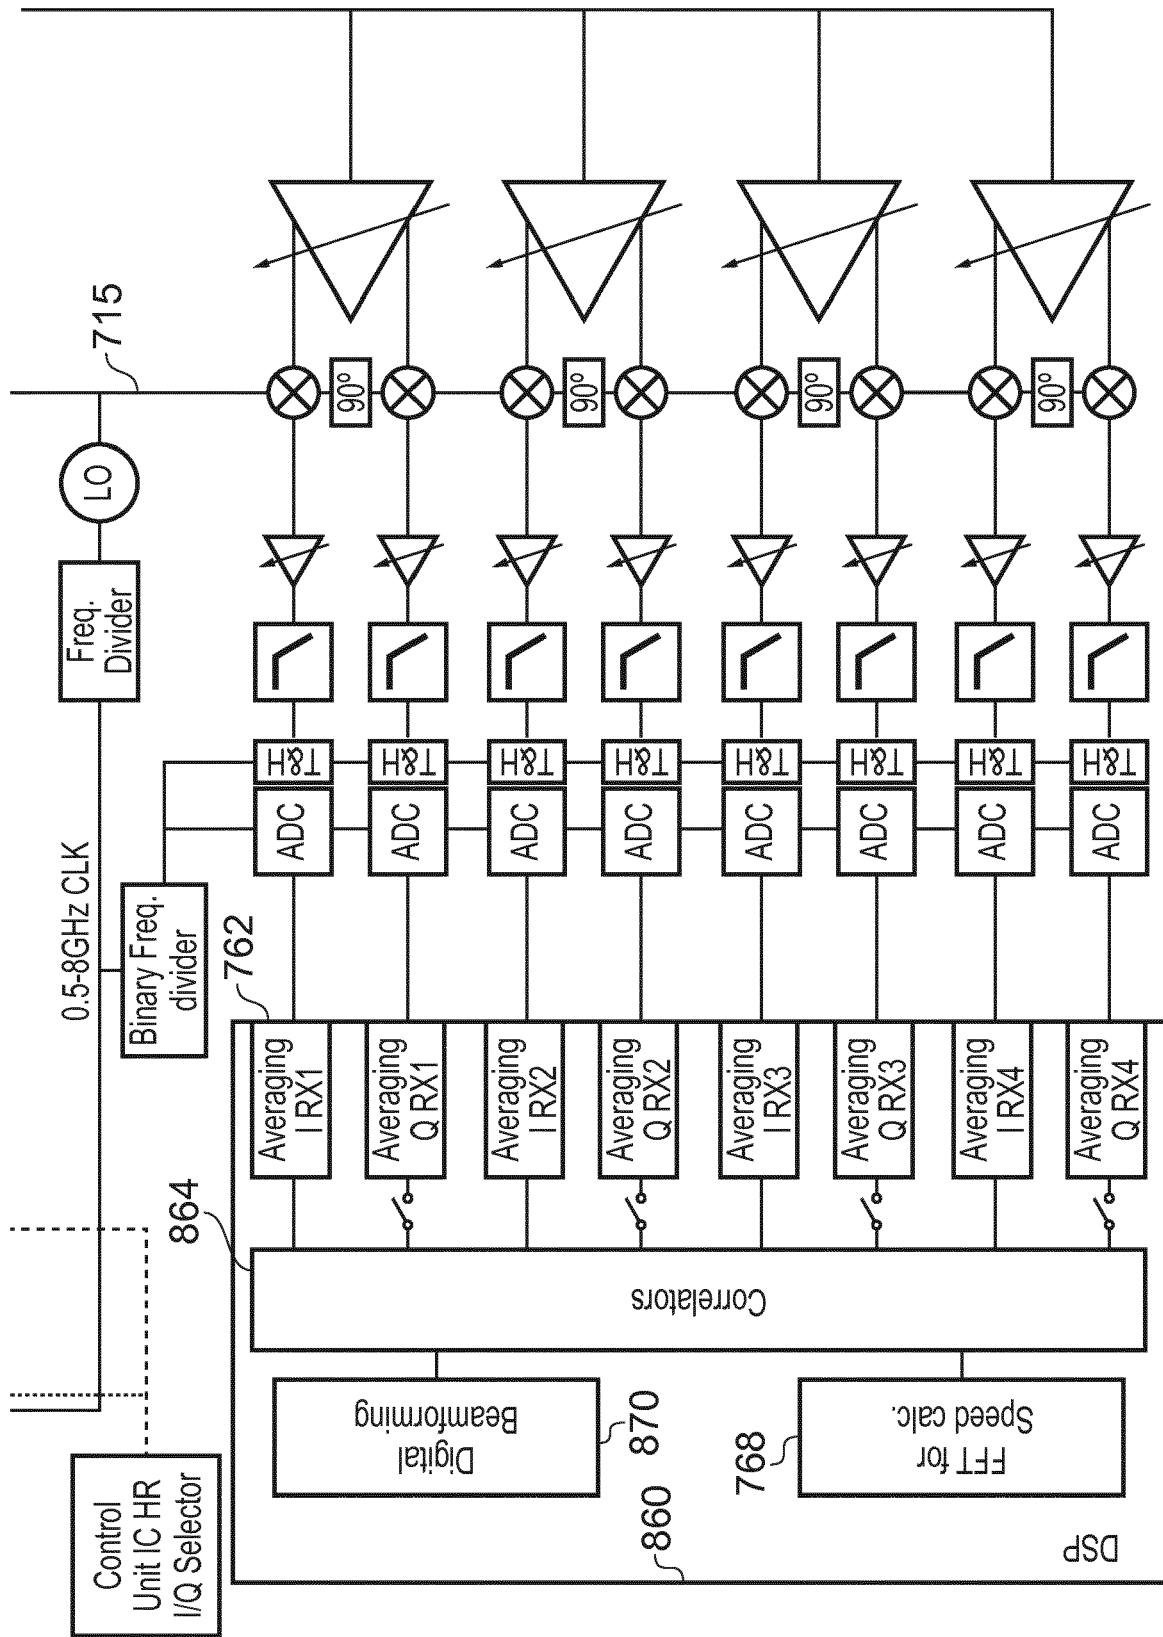 715
LO
90°
90°
90°
90°
Freq.
Divider
T&H
T&H
T&H
T&H
T&H
T&H
T&H
T&H
ADC
ADC
ADC
ADC
ADC
ADC
ADC
ADC
0.5-8GHz CLK
Binary Freq.
divider
762
Averaging
I RX1
Averaging
Q RX1
Averaging
I RX2
Averaging
Q RX2
Averaging
I RX3
Averaging
Q RX3
Averaging
I RX4
Averaging
Q RX4
864
Correlators
Digital
Beamforming
870
FFT for
Speed calc.
768
Control
Unit IC HR
I/Q Selector
860
DSP